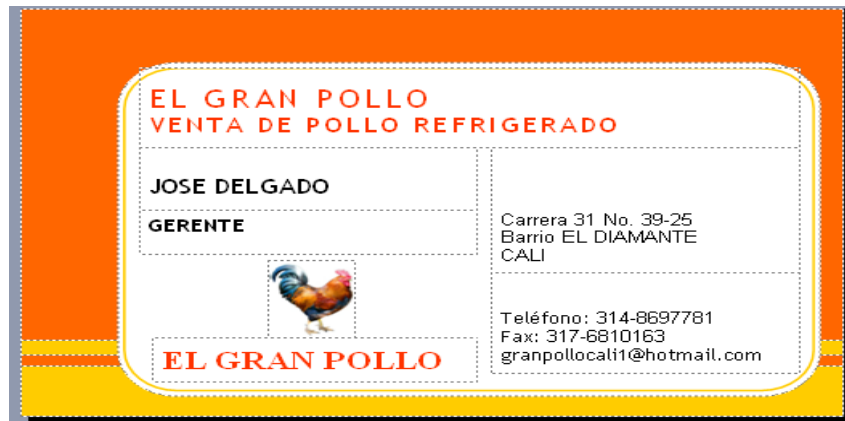 EL GRAN POLLO
VENTA DE POLLO REFRIGERADO
JOSE DELGADO
GERENTE
EL GRAN POLLO
Carrera 31 No. 39-25
Barrio EL DIAMANTE
CALI
Teléfono: 314-8697781
Fax: 317-6810163
granpollocali1@hotmail.com